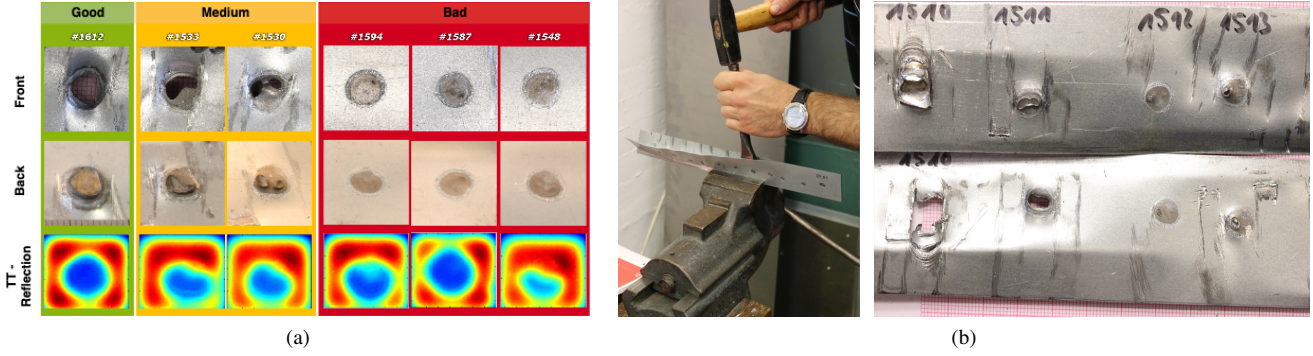 Good
Medium
Bad
#1612
#1533
#1530
#1594
#1587
#1548
Front
Back
TT -
Reflection
1510
1511
1512
1513
1510
(a)
(b)